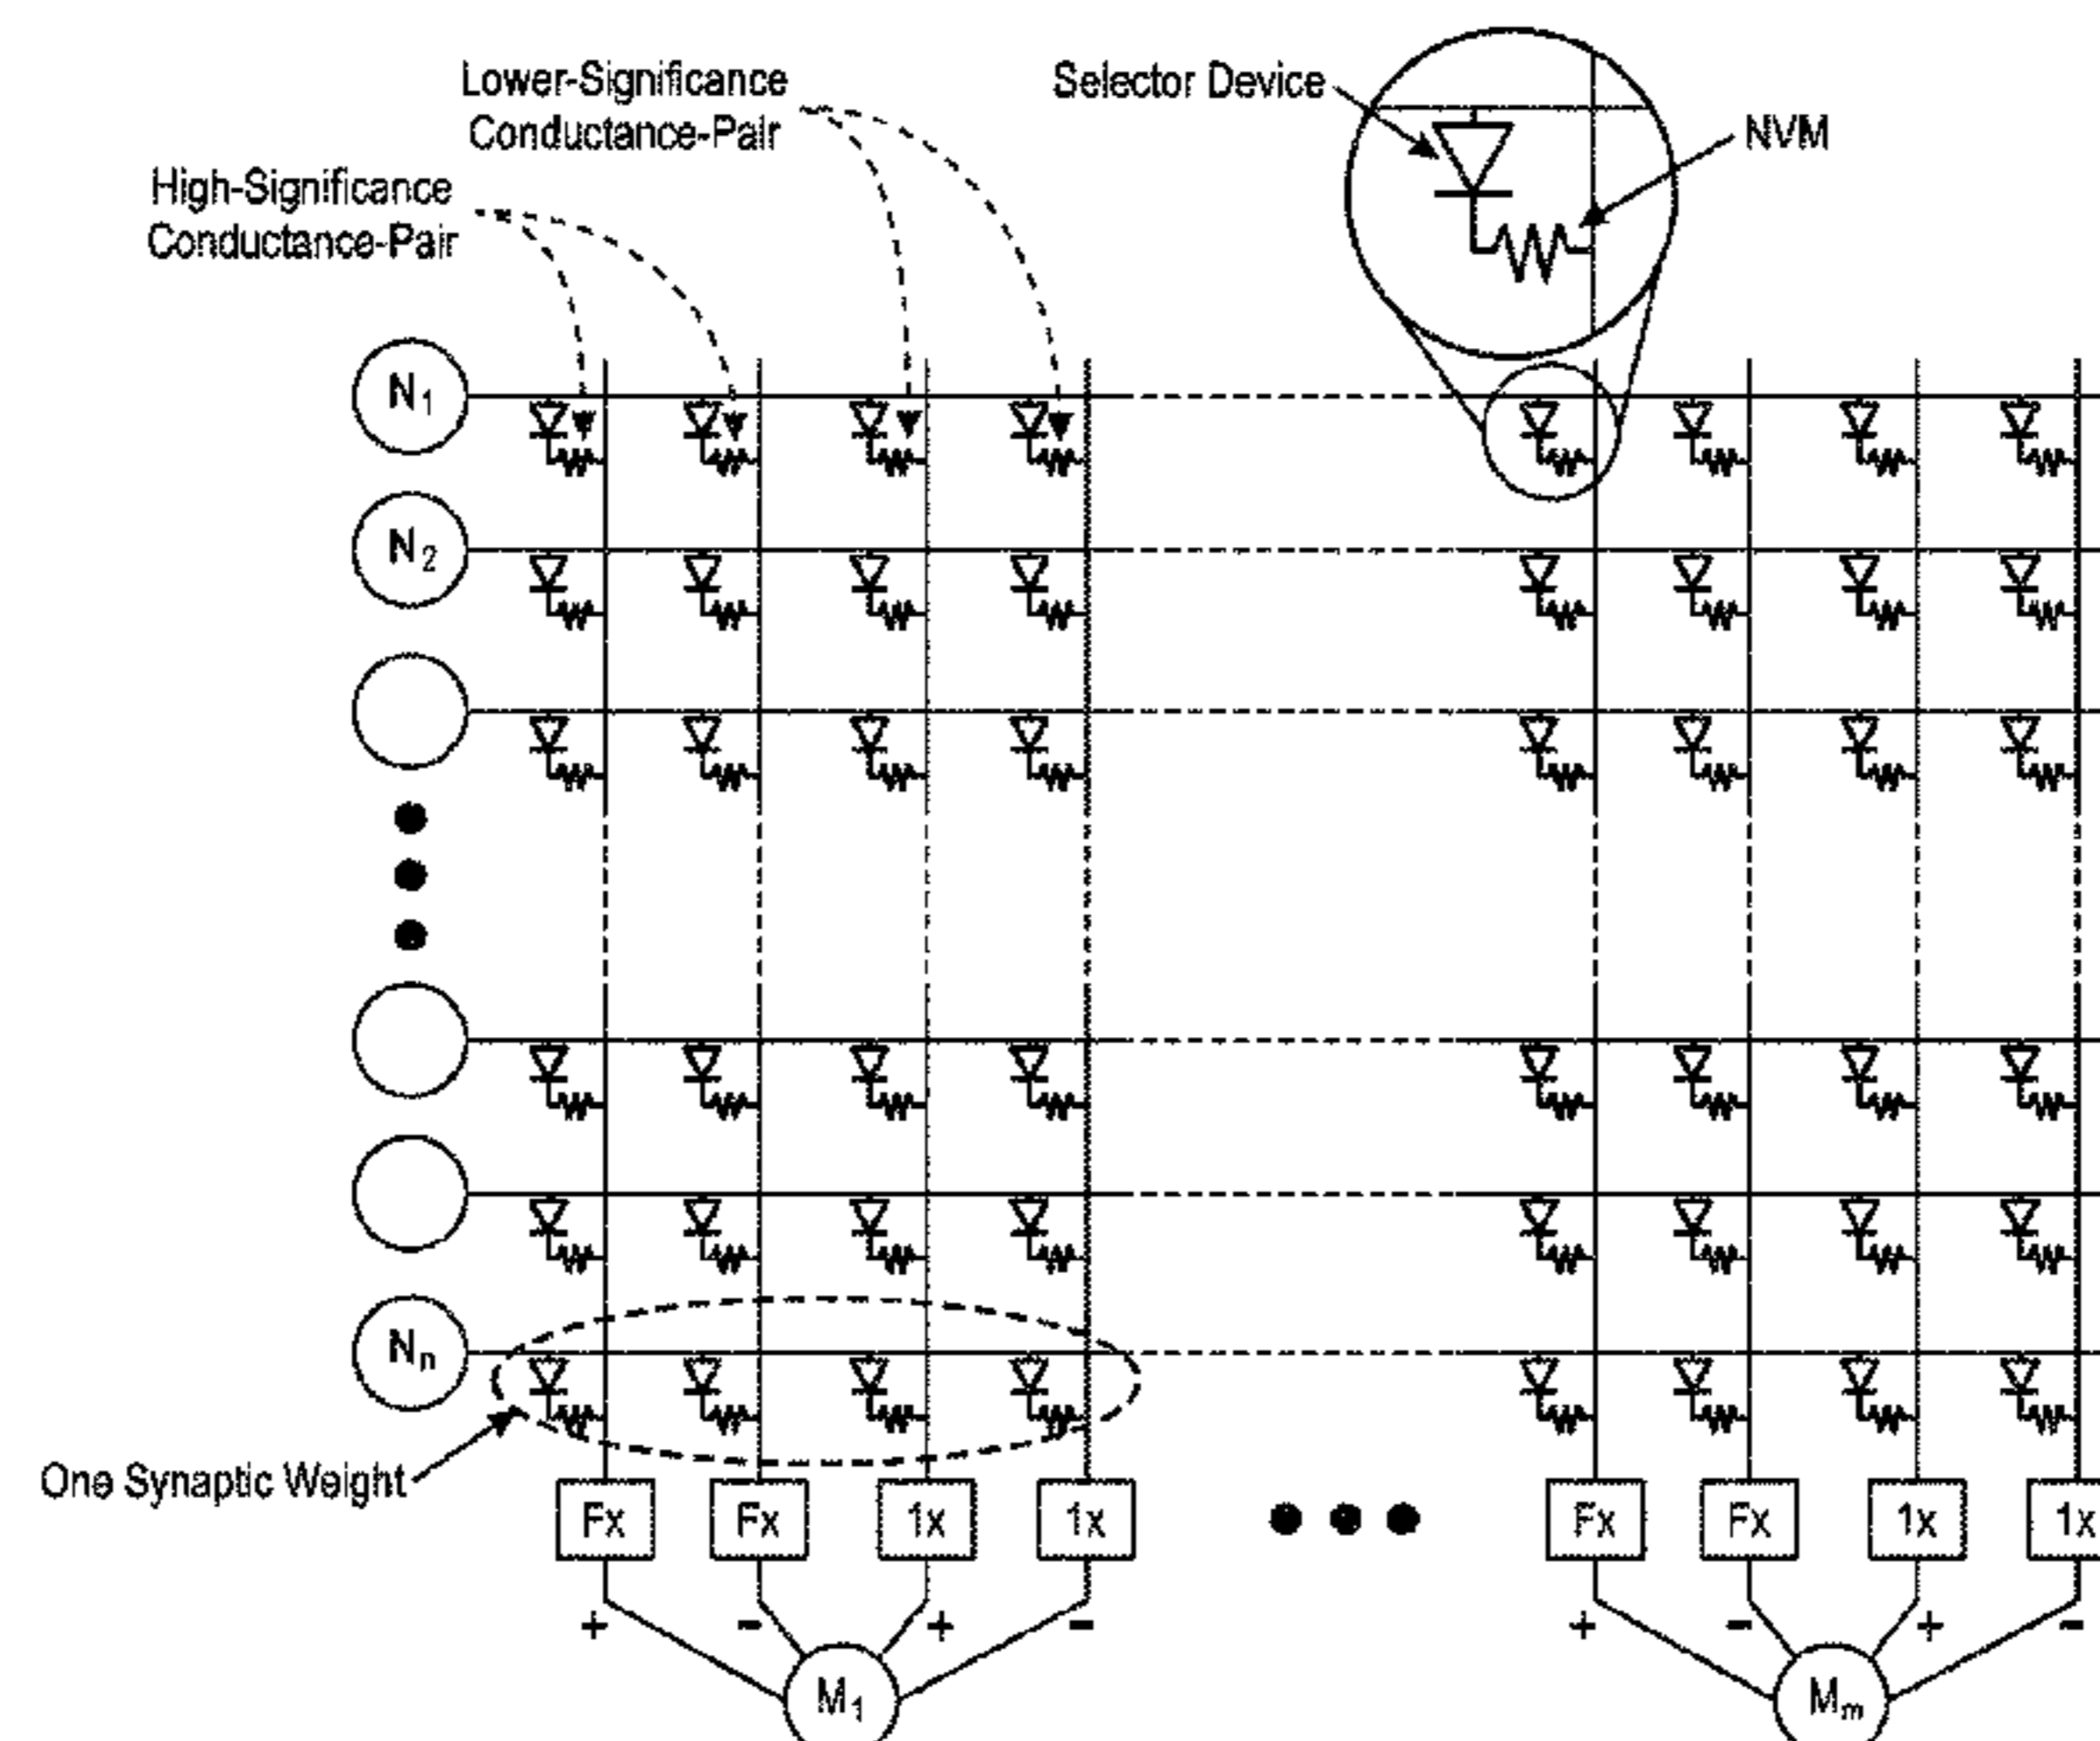 Lower-Significance
Conductance-Pair
Selector Device
NVM
High-Significance
Conductance-Pair
N1
N2
Nn
One Synaptic Weight
Fx Fx 1x 1x Fx Fx 1x 1x
+ - + - + - + -
M1 Mm